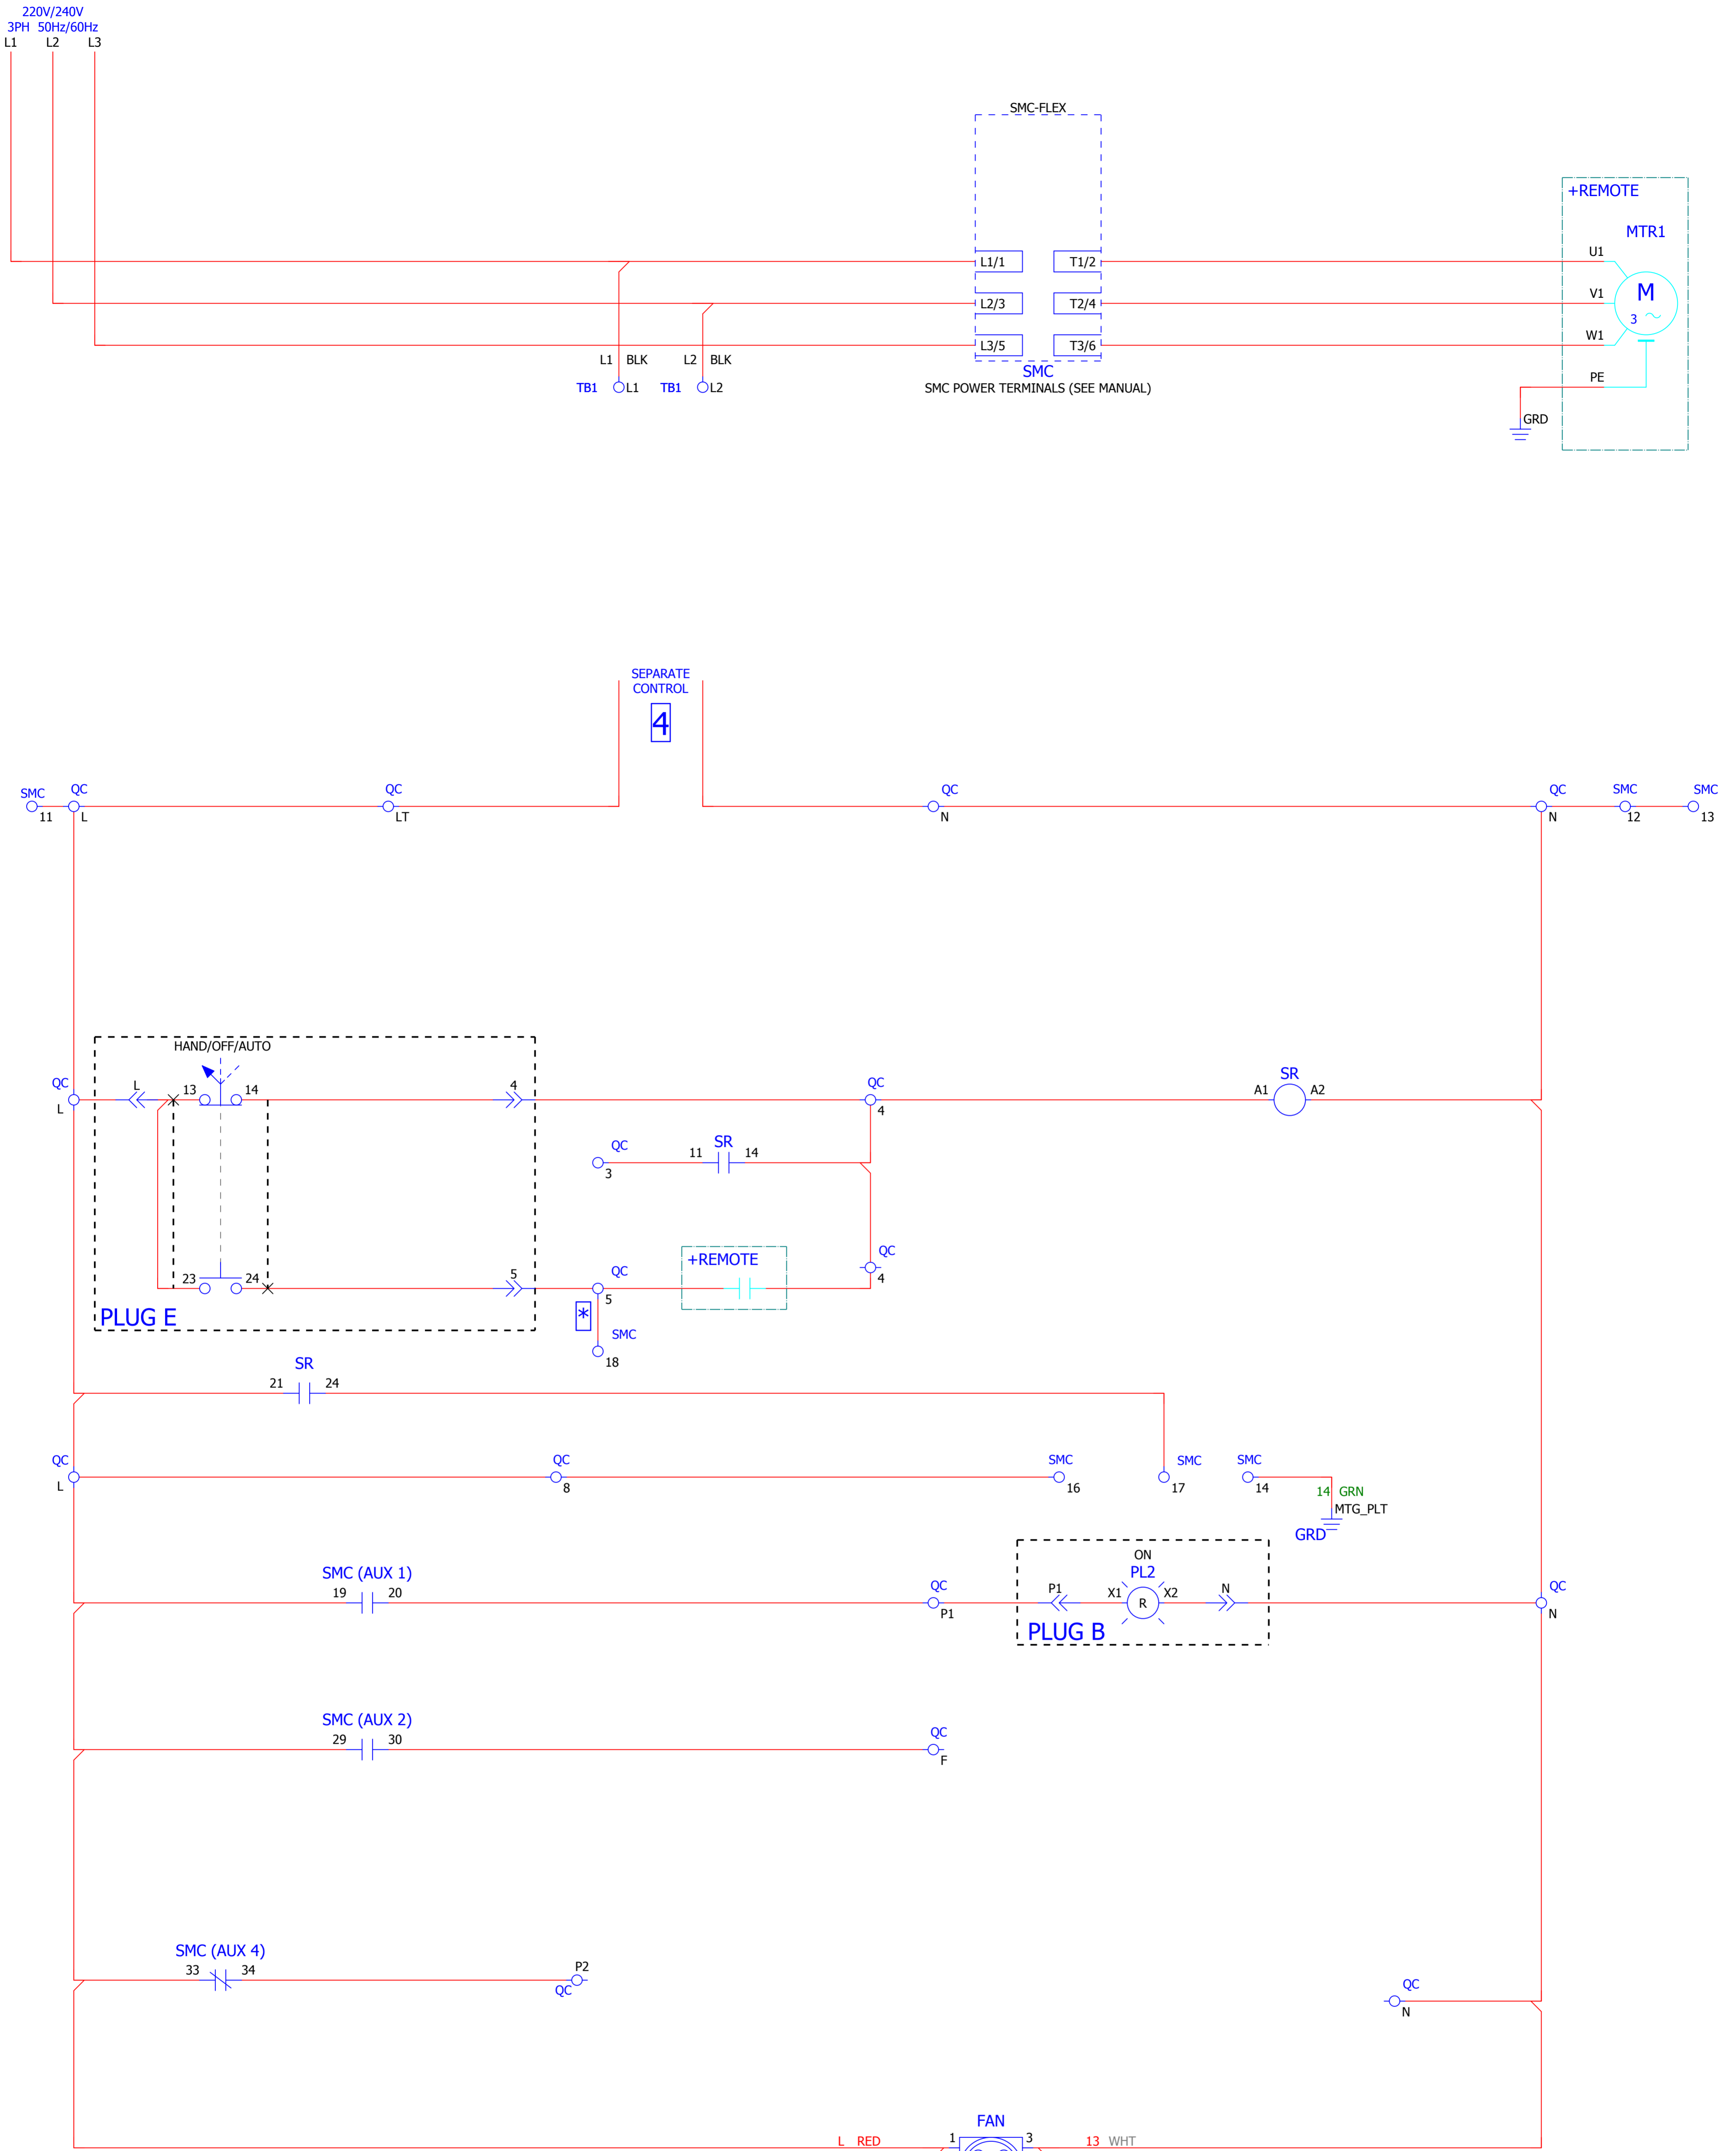 220V/240V
3PH 50Hz/60Hz
L1 L2 L3
SMC-FLEX
+REMOTE
MTR1
L1/1 T1/2 U1
L2/3 T2/4 V1 M
3
L3/5 T3/6 W1
L1 BLK L2 BLK
SMC
PE
TB1 L1 TB1 L2
SMC POWER TERMINALS (SEE MANUAL)
GRD
SEPARATE
CONTROL
4
SMC QC QC QC QC SMC SMC
11 L LT N N 12 13
HAND/OFF/AUTO
QC L 13 14 4 QC SR
L 4 A1 A2
QC 11 SR 14
3
+REMOTE
QC
4
23 24 5 QC
5
PLUG E
*
SMC
18
SR
21 24
QC QC SMC SMC SMC
L 8 16 17 14
14 GRN
MTG_PLT
GRD
ON
SMC (AUX 1) PL2
19 20 QC P1 X1 R X2 N QC
P1 N
PLUG B
SMC (AUX 2)
29 30 QC
F
SMC (AUX 4)
33 34 P2
QC
QC
N
FAN
L RED 1 3 13 WHT